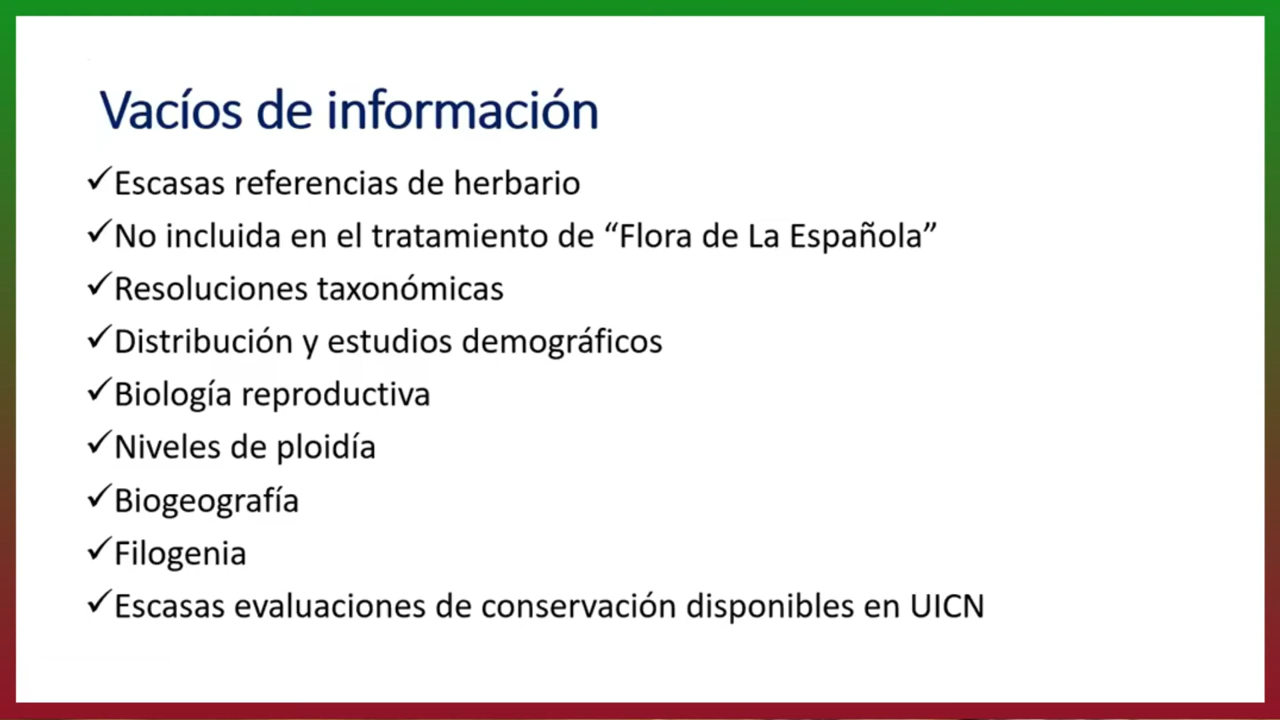 Vacíos de información
✓Escasas referencias de herbario
✓No incluida en el tratamiento de “Flora de La Española”
✓Resoluciones taxonómicas
✓Distribución y estudios demográficos
✓Biología reproductiva
✓Niveles de ploidía
✓Biogeografía
✓Filogenia
✓Escasas evaluaciones de conservación disponibles en UICN